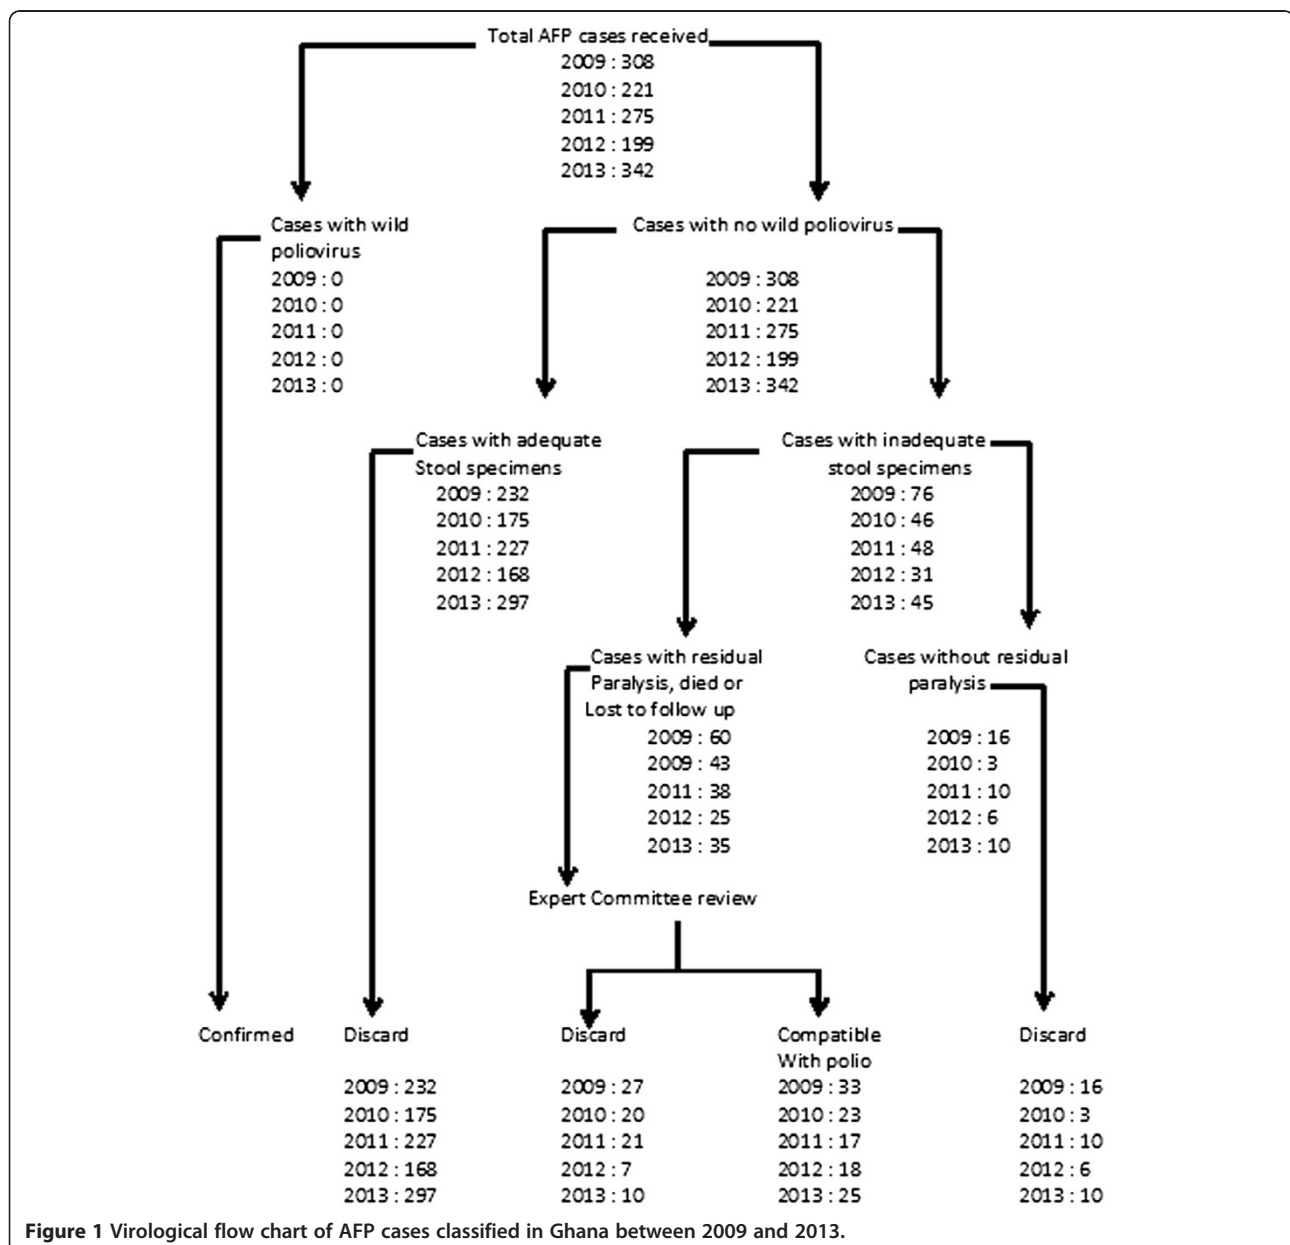 Total AFP cases received
2009 : 308
2010 : 221
2011 : 275
2012 : 199
2013 : 342
Cases with wild
poliovirus
2009 : 0
2010 : 0
2011 : 0
2012 : 0
2013 : 0
Cases with no wild poliovirus
2009 : 308
2010 : 221
2011 : 275
2012 : 199
2013 : 342
Cases with adequate
Stool specimens
2009 : 232
2010 : 175
2011 : 227
2012 : 168
2013 : 297
Cases with inadequate
stool specimens
2009 : 76
2010 : 46
2011 : 48
2012 : 31
2013 : 45
Cases with residual
Paralysis, died or
Lost to follow up
2009 : 60
2009 : 43
2011 : 38
2012 : 25
2013 : 35
Cases without residual
paralysis
2009 : 16
2010 : 3
2011 : 10
2012 : 6
2013 : 10
Expert Committee review
Confirmed
Discard
2009 : 232
2010 : 175
2011 : 227
2012 : 168
2013 : 297
Discard
2009 : 27
2010 : 20
2011 : 21
2012 : 7
2013 : 10
Compatible
With polio
2009 : 33
2010 : 23
2011 : 17
2012 : 18
2013 : 25
Discard
2009 : 16
2010 : 3
2011 : 10
2012 : 6
2013 : 10
Figure 1 Virological flow chart of AFP cases classified in Ghana between 2009 and 2013.